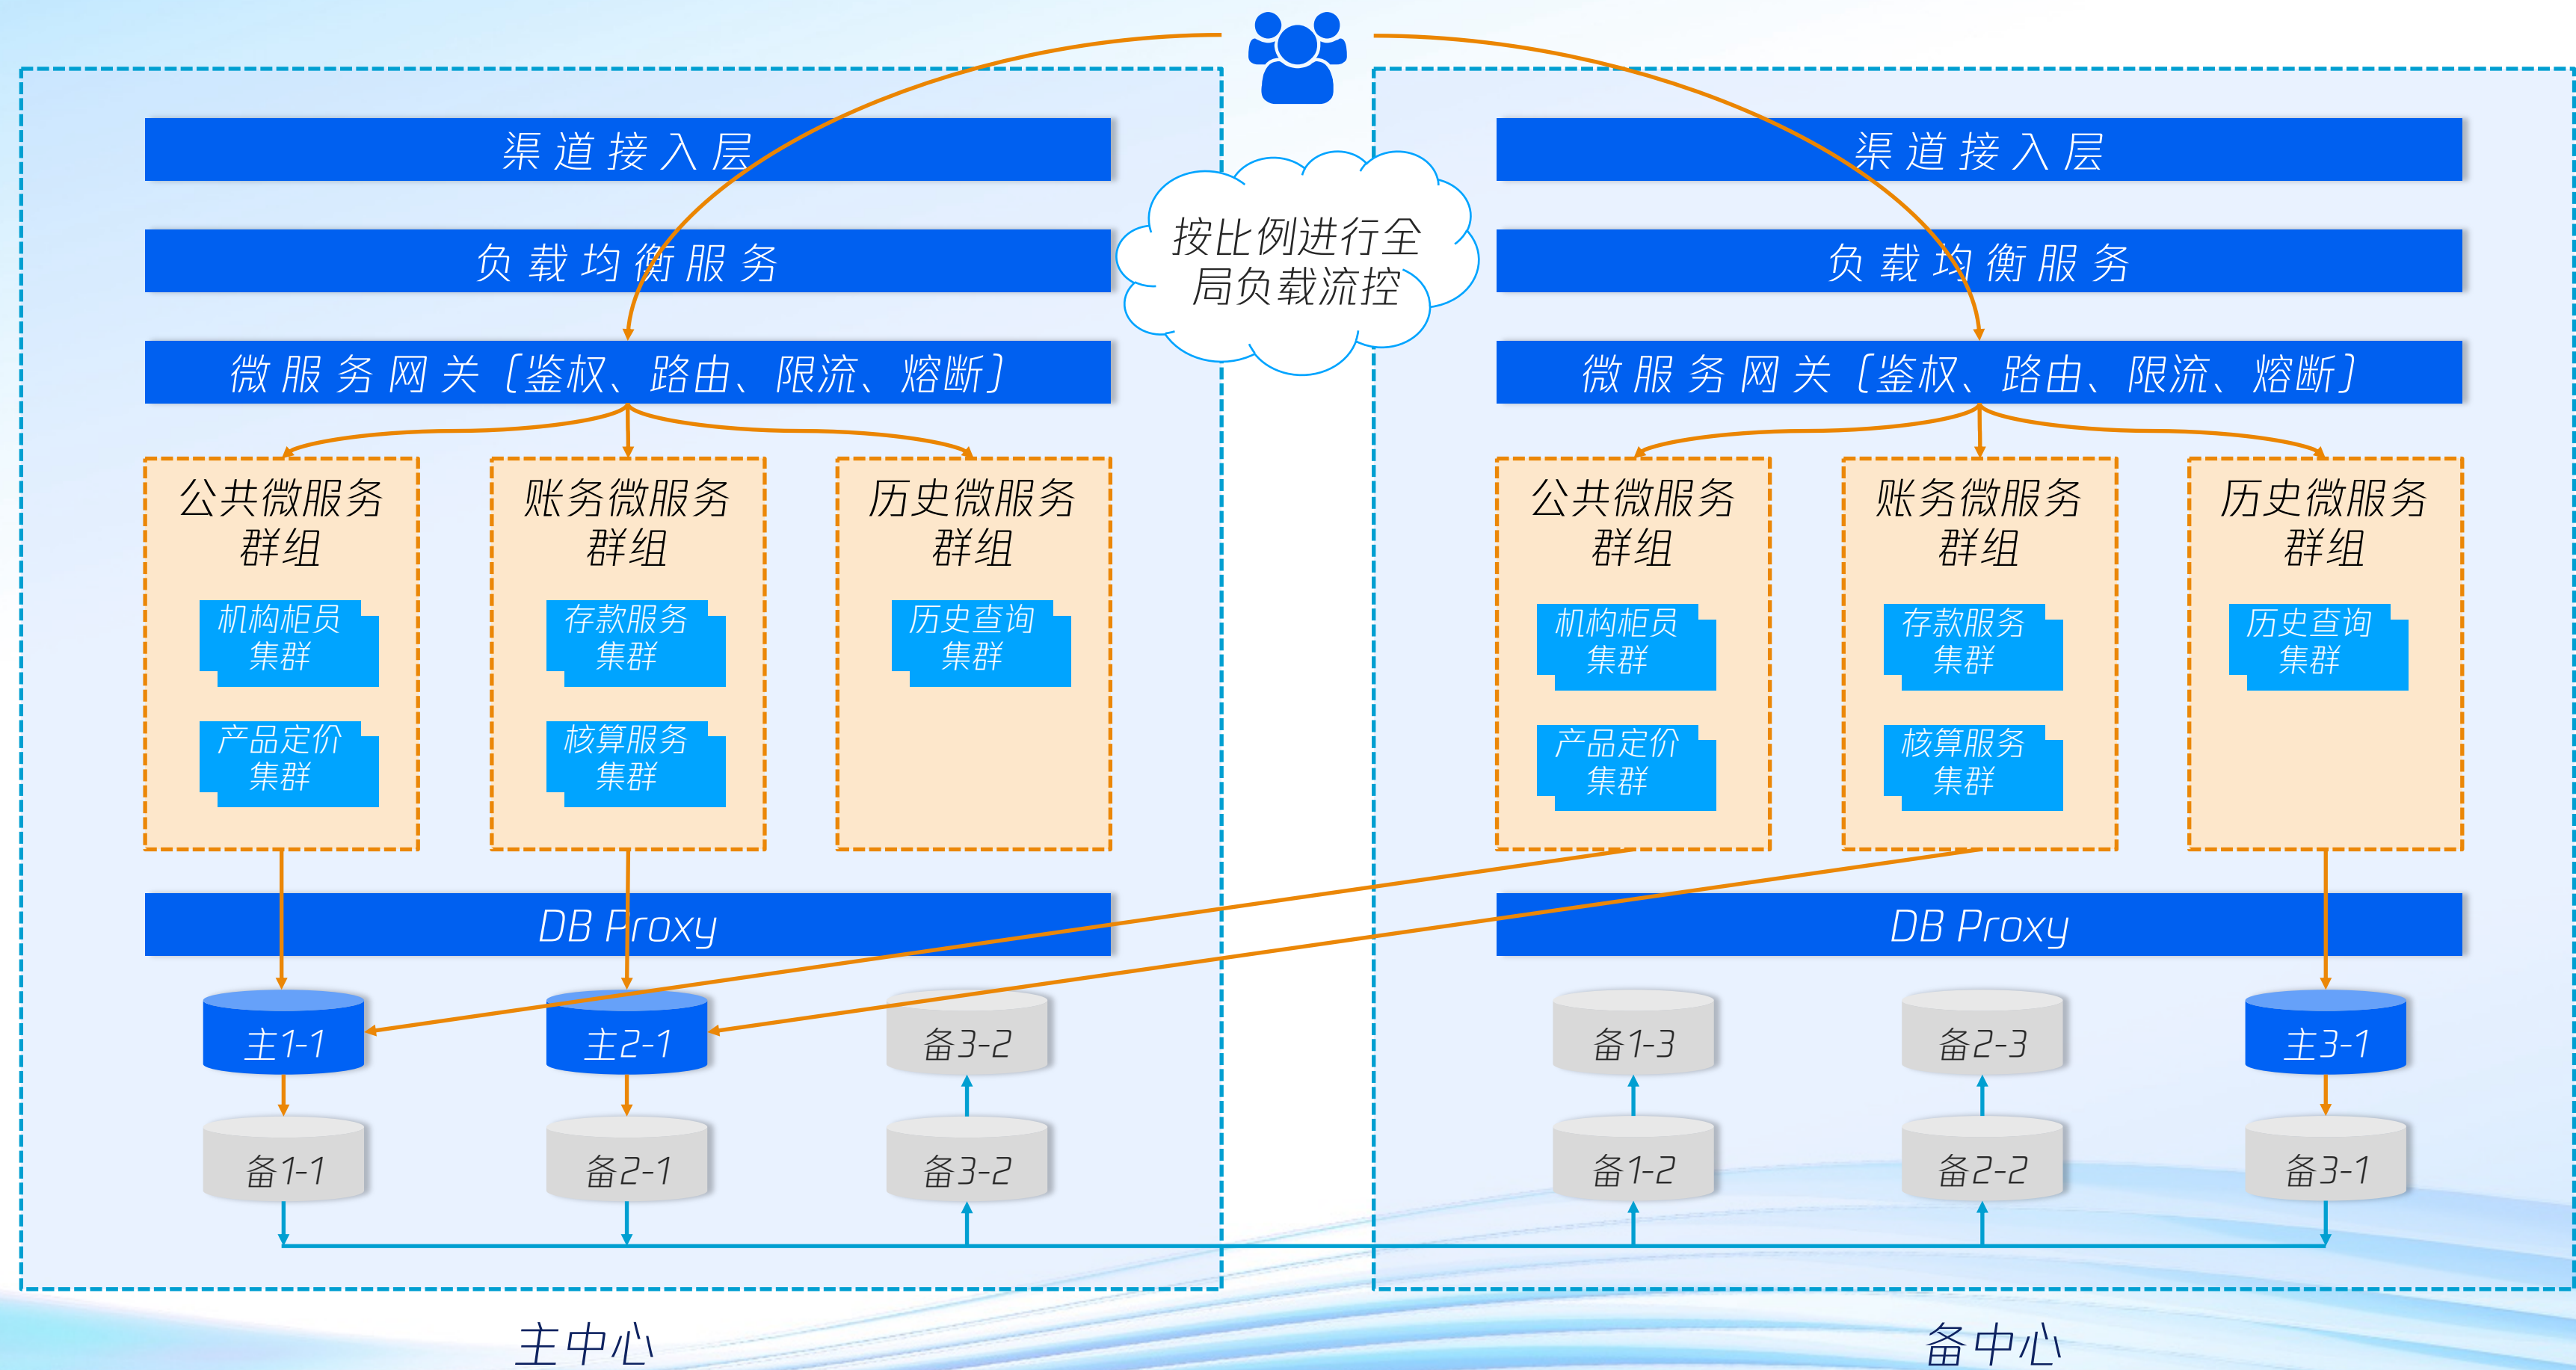 渠道接入层
负载均衡服务
微服务网关（鉴权、路由、限流、熔断）
公共微服务
群组
机构柜员
集群
产品定价
集群
账务微服务
群组
存款服务
集群
核算服务
集群
历史微服务
群组
历史查询
集群
DB Proxy
主1-1
主2-1
备3-2
备1-1
备2-1
备3-2
主中心
按比例进行全
局负载流控
渠道接入层
负载均衡服务
微服务网关（鉴权、路由、限流、熔断）
公共微服务
群组
机构柜员
集群
产品定价
集群
账务微服务
群组
存款服务
集群
核算服务
集群
历史微服务
群组
历史查询
集群
DB Proxy
备1-3
备2-3
主3-1
备1-2
备2-2
备3-1
备中心